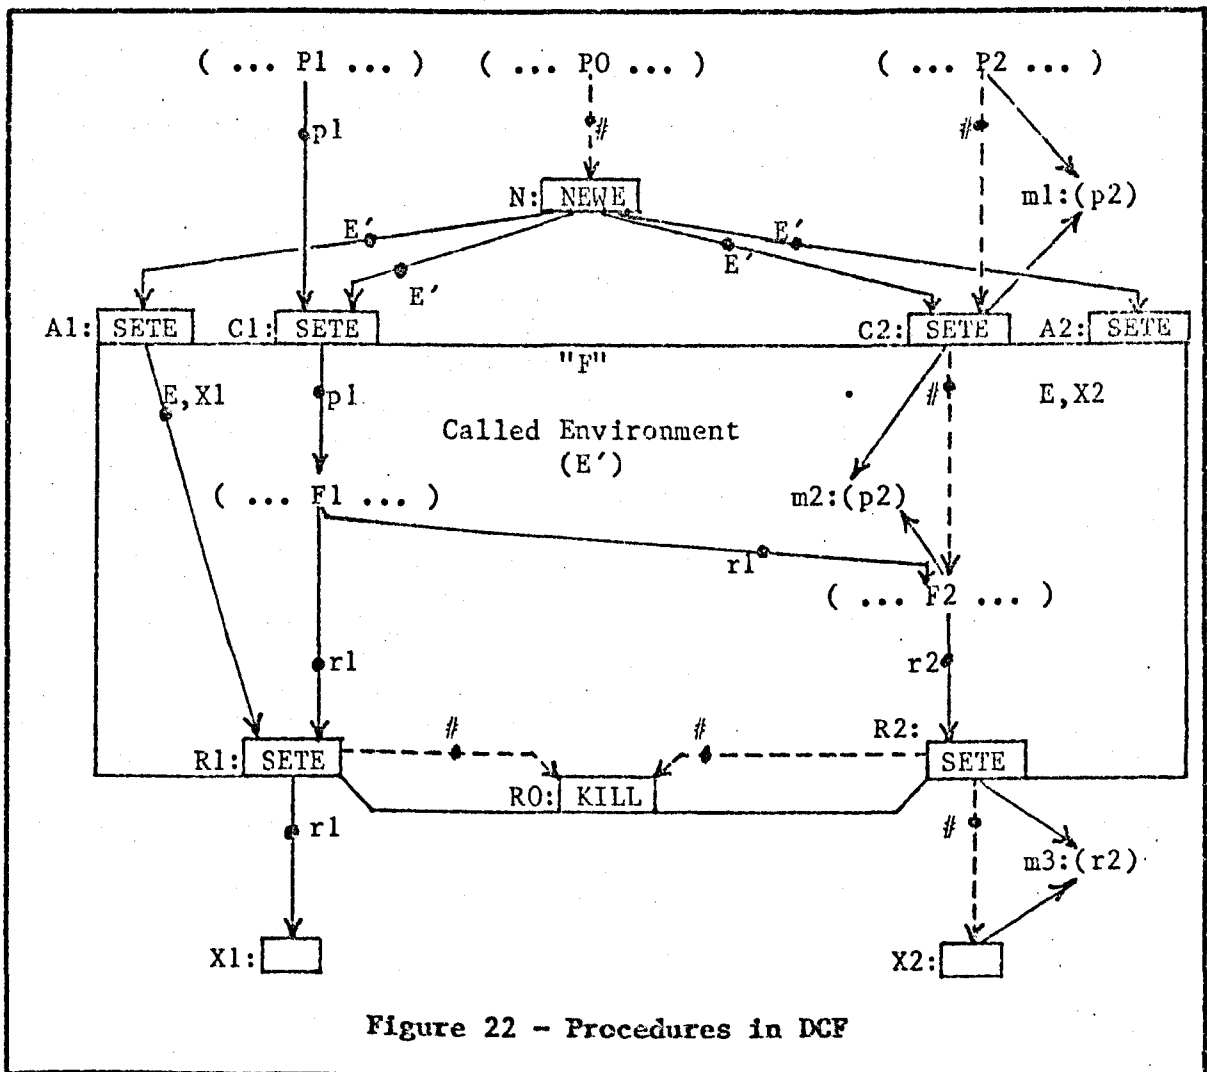 ( ... P1 ... ) ( ... P0 ... ) ( ... P2 ... )
p1 # #
m1:(p2)
N: NEWE
E′ E′
E′ E′
A1: SETE C1: SETE C2: SETE A2: SETE
"F"
E,X1 p1 # E,X2
Called Environment
(E′)
( ... F1 ... ) m2:(p2)
r1
( ... F2 ... )
r1 r2
# # R2:
R1: SETE SETE
R0: KILL
r1 #
m3:(r2)
X1: X2:
Figure 22 - Procedures in DCF